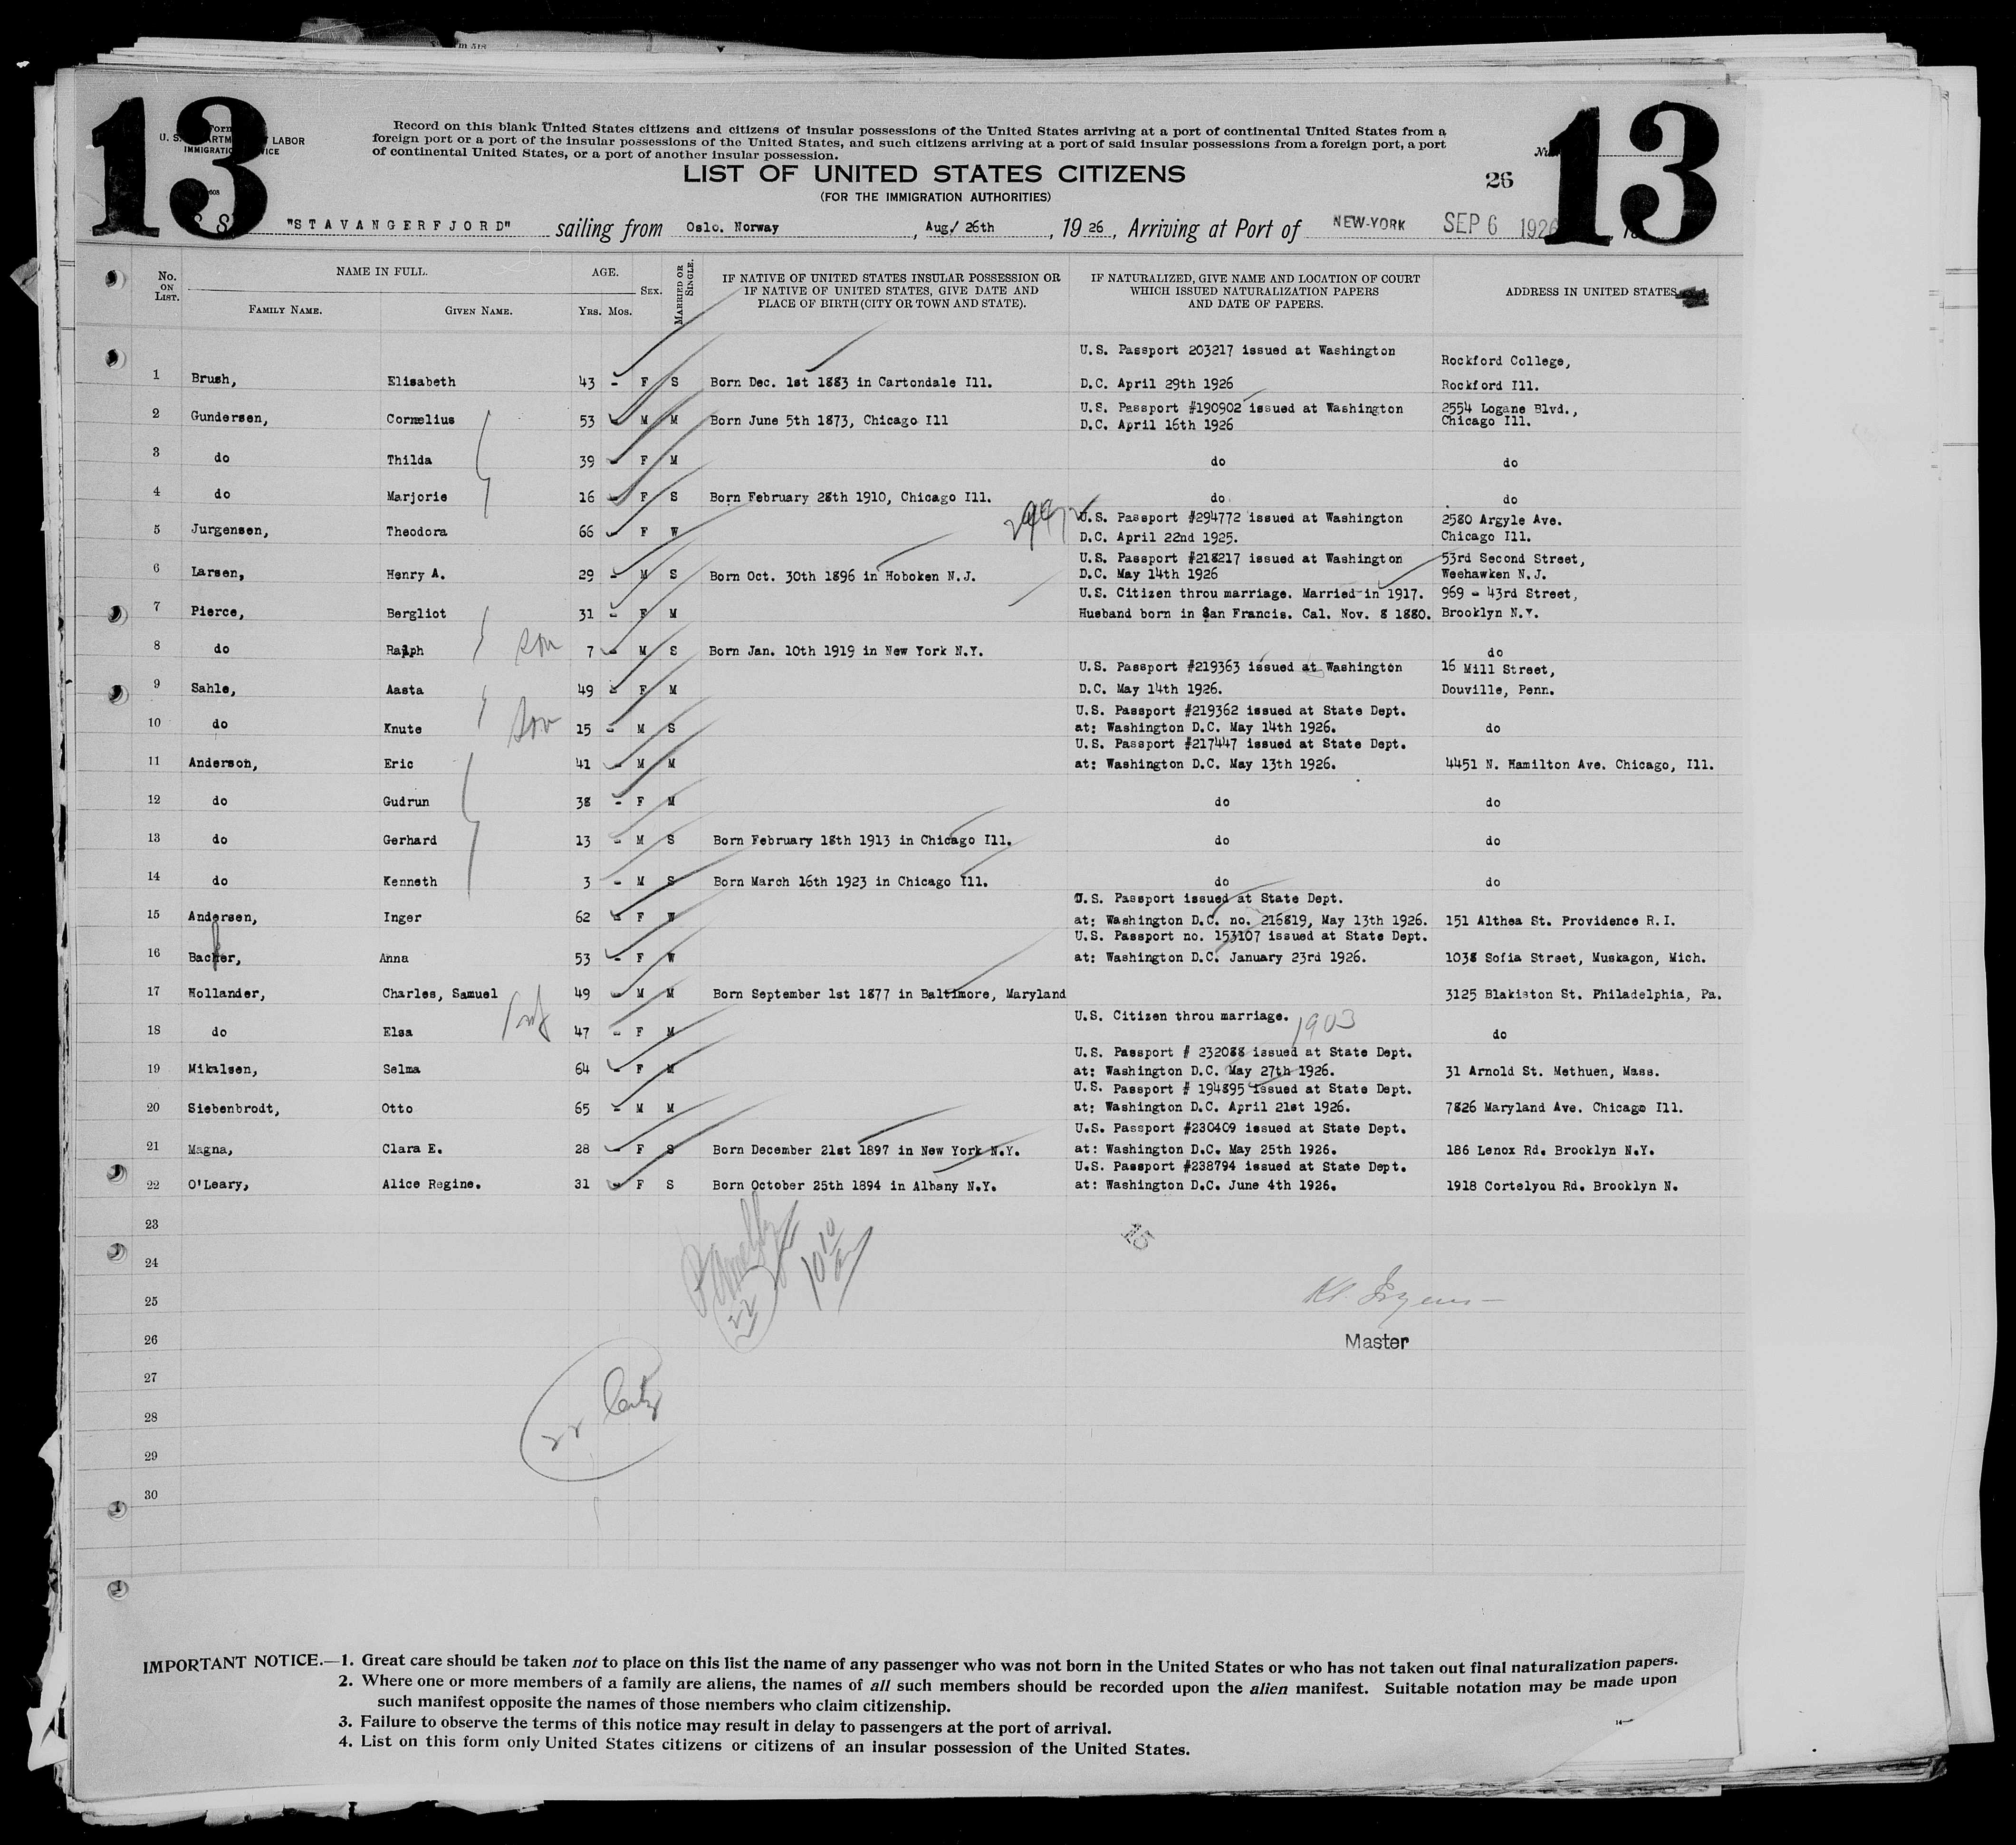 13
13
U. S. DEPARTMENT OF LABOR
IMMIGRATION SERVICE
Record on this blank United States citizens and citizens of insular possessions of the United States arriving at a port of continental United States from a
foreign port or a port of the insular possessions of the United States, and such citizens arriving at a port of said insular possessions from a foreign port, a port
of continental United States, or a port of another insular possession.
LIST OF UNITED STATES CITIZENS
26
(FOR THE IMMIGRATION AUTHORITIES)
"STAVANGERFJORD" sailing from Oslo. Norway, Aug/ 26th, 19 26, Arriving at Port of NEW-YORK SEP 6 1926
No. ON LIST.
NAME IN FULL.
FAMILY NAME.
GIVEN NAME.
AGE.
YRS. MOS.
SEX.
MARRIED OR SINGLE.
IF NATIVE OF UNITED STATES INSULAR POSSESSION OR
IF NATIVE OF UNITED STATES, GIVE DATE AND
PLACE OF BIRTH (CITY OR TOWN AND STATE).
IF NATURALIZED, GIVE NAME AND LOCATION OF COURT
WHICH ISSUED NATURALIZATION PAPERS
AND DATE OF PAPERS.
ADDRESS IN UNITED STATES
U.S. Passport 203217 issued at Washington Rockford College,
1 Brush, Elisabeth 43 - F S Born Dec. 1st 1883 in Cartondale Ill. D.C. April 29th 1926 Rockford Ill.
U.S. Passport #190902 issued at Washington 2554 Logane Blvd.,
2 Gundersen, Cornelius 53 - M M Born June 5th 1873, Chicago Ill D.C. April 16th 1926 Chicago Ill.
3 do Thilda 39 - F M do do
4 do Marjorie 16 - F S Born February 28th 1910, Chicago Ill. do do
U.S. Passport #294772 issued at Washington 2580 Argyle Ave.
5 Jurgensen, Theodora 66 - F W D.C. April 22nd 1925. Chicago Ill.
U.S. Passport #218217 issued at Washington 53rd Second Street,
6 Larsen, Henry A. 29 - M S Born Oct. 30th 1896 in Hoboken N.J. D.C. May 14th 1926 Weehawken N.J.
U.S. Citizen throu marriage. Married in 1917. 969 - 43rd Street,
7 Pierce, Bergliot 31 - F M Husband born in San Francis. Cal. Nov. 8 1880. Brooklyn N.Y.
8 do Ralph son 7 - M S Born Jan. 10th 1919 in New York N.Y. do
U.S. Passport #219363 issued at Washington 16 Mill Street,
9 Sahle, Aasta 49 - F M D.C. May 14th 1926. Douville, Penn.
U.S. Passport #219362 issued at State Dept.
10 do Knute son 15 - M S at: Washington D.C. May 14th 1926. do
U.S. Passport #217447 issued at State Dept.
11 Anderson, Eric 41 - M M at: Washington D.C. May 13th 1926. 4451 N. Hamilton Ave. Chicago, Ill.
12 do Gudrun 38 - F M do do
13 do Gerhard 13 - M S Born February 18th 1913 in Chicago Ill. do do
14 do Kenneth 3 - M S Born March 16th 1923 in Chicago Ill. do do
U.S. Passport issued at State Dept.
15 Andersen, Inger 62 - F W at: Washington D.C. no. 216819, May 13th 1926. 151 Althea St. Providence R.I.
U.S. Passport no. 153107 issued at State Dept.
16 Bacher, Anna 53 - F W at: Washington D.C. January 23rd 1926. 1038 Sofia Street, Muskagon, Mich.
17 Hollander, Charles, Samuel 49 - M M Born September 1st 1877 in Baltimore, Maryland 3125 Blakiston St. Philadelphia, Pa.
U.S. Citizen throu marriage. 1903
18 do Elsa 47 - F M do
U.S. Passport # 232088 issued at State Dept.
19 Mikalsen, Selma 64 - F M at: Washington D.C. May 27th 1926. 31 Arnold St. Methuen, Mass.
U.S. Passport # 194895 issued at State Dept.
20 Siebenbrodt, Otto 65 - M M at: Washington D.C. April 21st 1926. 7826 Maryland Ave. Chicago Ill.
U.S. Passport #230409 issued at State Dept.
21 Magna, Clara E. 28 - F S Born December 21st 1897 in New York N.Y. at: Washington D.C. May 25th 1926. 186 Lenox Rd. Brooklyn N.Y.
U.S. Passport #238794 issued at State Dept.
22 O'Leary, Alice Regine. 31 - F S Born October 25th 1894 in Albany N.Y. at: Washington D.C. June 4th 1926. 1918 Cortelyou Rd. Brooklyn N.
23
15
24
25
26
Master
27
28
29
30
IMPORTANT NOTICE.—1. Great care should be taken not to place on this list the name of any passenger who was not born in the United States or who has not taken out final naturalization papers.
2. Where one or more members of a family are aliens, the names of all such members should be recorded upon the alien manifest. Suitable notation may be made upon
such manifest opposite the names of those members who claim citizenship.
3. Failure to observe the terms of this notice may result in delay to passengers at the port of arrival.
4. List on this form only United States citizens or citizens of an insular possession of the United States.